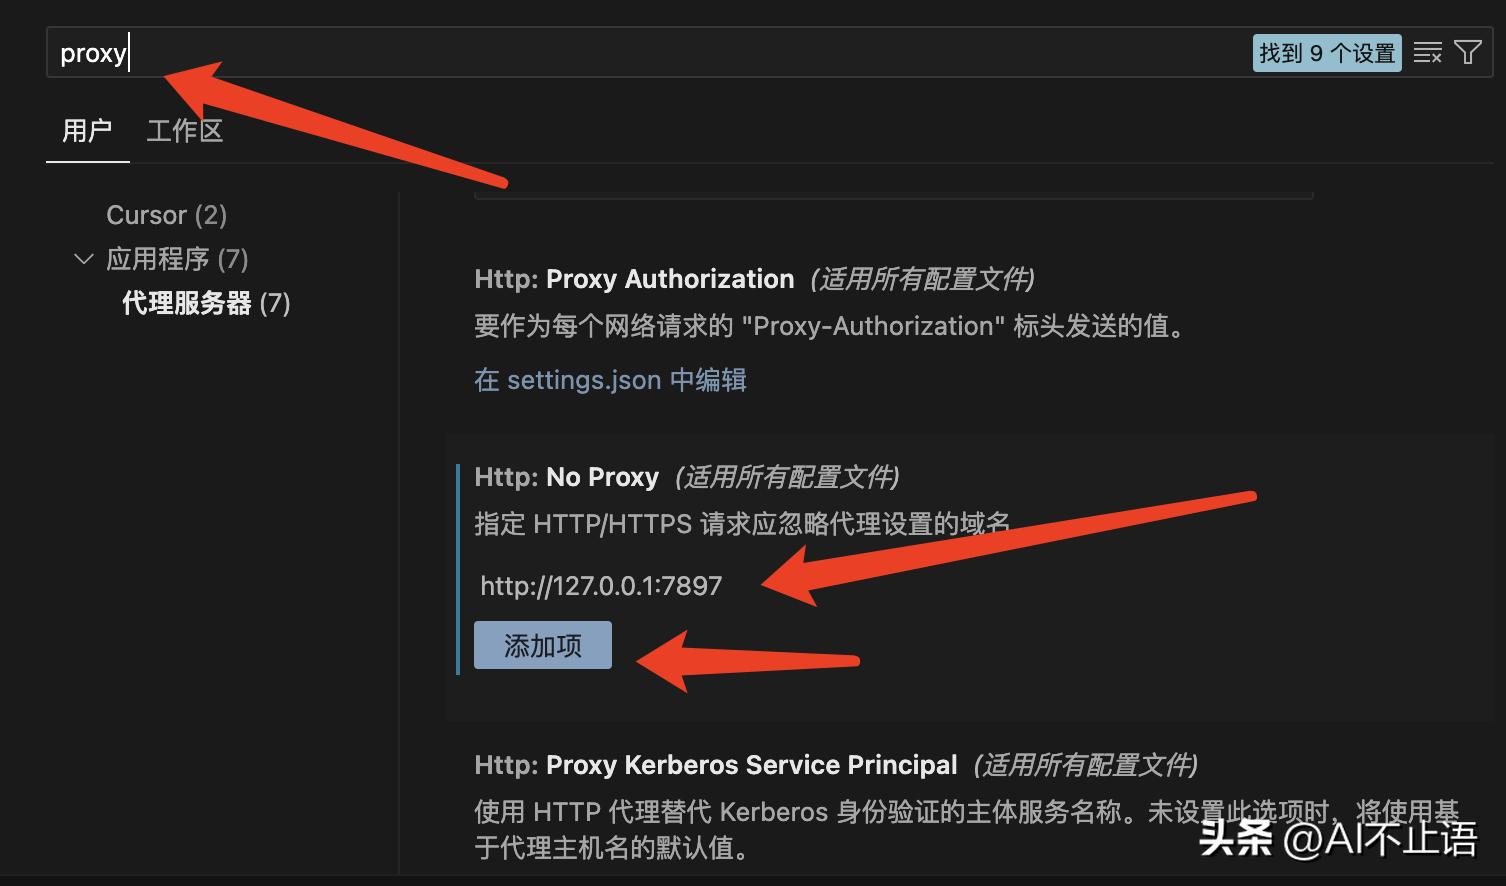 proxy
找到 9 个设置
用户 工作区
Cursor (2)
应用程序 (7)
代理服务器 (7)
Http: Proxy Authorization (适用所有配置文件)
要作为每个网络请求的 "Proxy-Authorization" 标头发送的值。
在 settings.json 中编辑
Http: No Proxy (适用所有配置文件)
指定 HTTP/HTTPS 请求应忽略代理设置的域名
http://127.0.0.1:7897
添加项
Http: Proxy Kerberos Service Principal (适用所有配置文件)
使用 HTTP 代理替代 Kerberos 身份验证的主体服务名称。未设置此选项时，将使用基
于代理主机名的默认值。
头条 @AI不止语